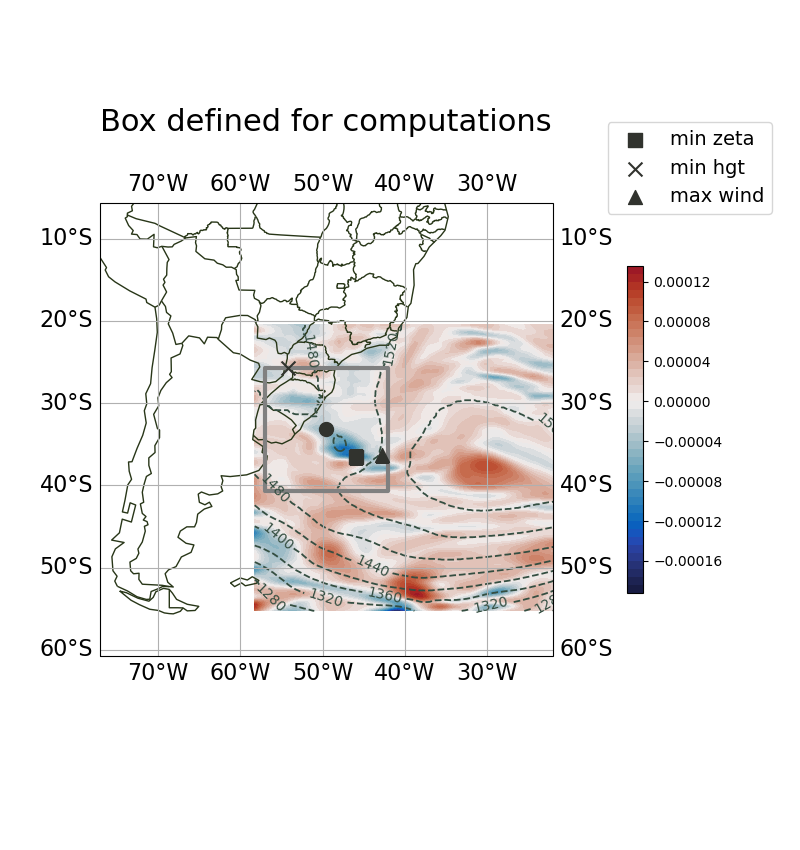 Box defined for computations
min zeta
min hgt
max wind
70°W 60°W 50°W 40°W 30°W
10°S 10°S
20°S 20°S
30°S 30°S
40°S 40°S
50°S 50°S
60°S 60°S
70°W 60°W 50°W 40°W 30°W
1480
1520
1480
1400
1440
1360
1320
1320
1280
0.00012
0.00008
0.00004
0.00000
−0.00004
−0.00008
−0.00012
−0.00016